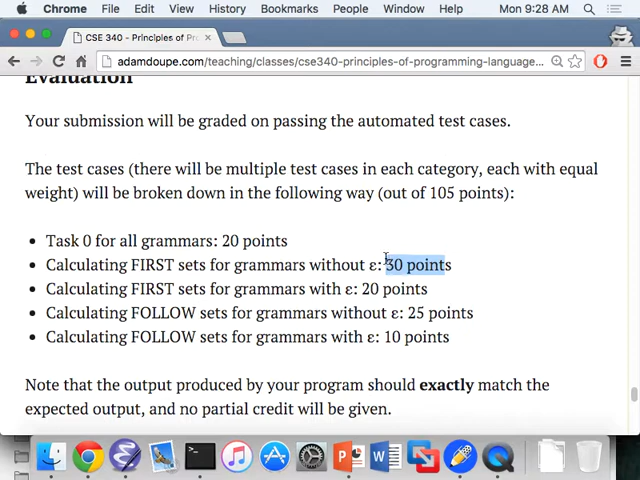 Chrome File Edit View History Bookmarks People Window Help Mon 9:28 AM
CSE 340 - Principles of Pro
adamdoupe.com/teaching/classes/cse340-principles-of-programming-language...
Evaluation
Your submission will be graded on passing the automated test cases.
The test cases (there will be multiple test cases in each category, each with equal
weight) will be broken down in the following way (out of 105 points):
• Task 0 for all grammars: 20 points
• Calculating FIRST sets for grammars without ε: 30 points
• Calculating FIRST sets for grammars with ε: 20 points
• Calculating FOLLOW sets for grammars without ε: 25 points
• Calculating FOLLOW sets for grammars with ε: 10 points
Note that the output produced by your program should exactly match the
expected output, and no partial credit will be given.